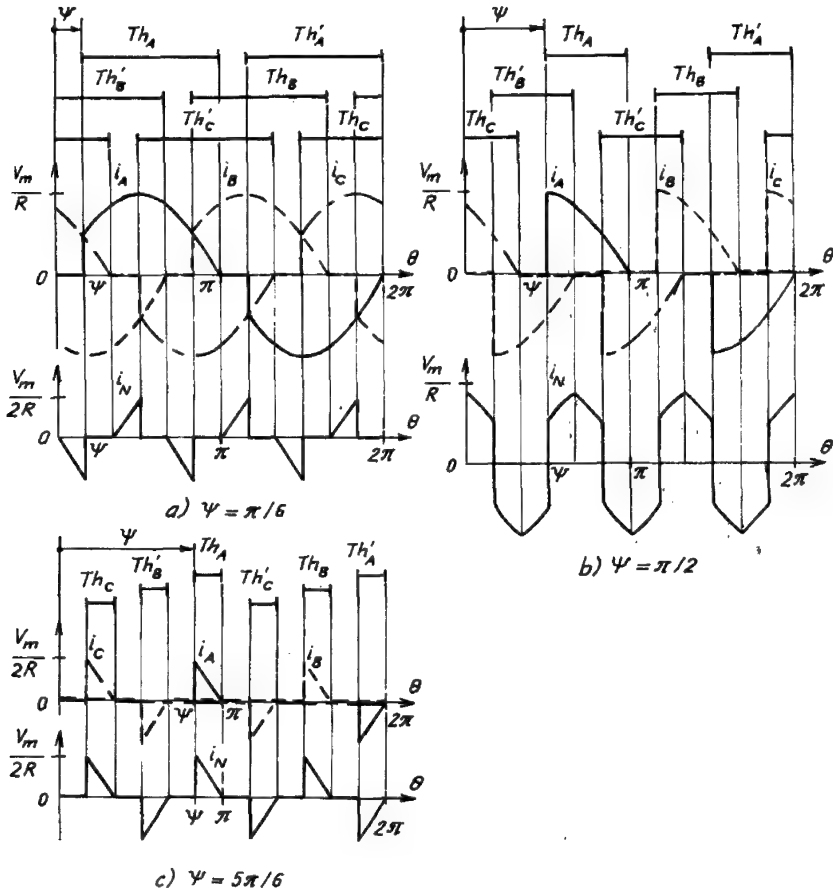 Ψ
Th_A
Th'_A
Th'_B
Th_B
Th'_C
Th_C
V_m/R
i_A
i_B
i_C
0
Ψ
π
θ
2π
V_m/2R
i_N
0
Ψ
π
θ
2π
a) Ψ = π/6
Ψ
Th_A
Th'_A
Th'_B
Th_B
Th_C
Th'_C
V_m/R
i_A
i_B
i_C
0
Ψ
π
θ
2π
V_m/R
i_N
0
Ψ
π
θ
2π
b) Ψ = π/2
Ψ
Th_A
Th'_A
Th'_B
Th_B
Th_C
Th'_C
V_m/2R
i_C
i_A
i_B
0
Ψ
π
θ
2π
V_m/2R
i_N
0
Ψ
π
θ
2π
c) Ψ = 5π/6